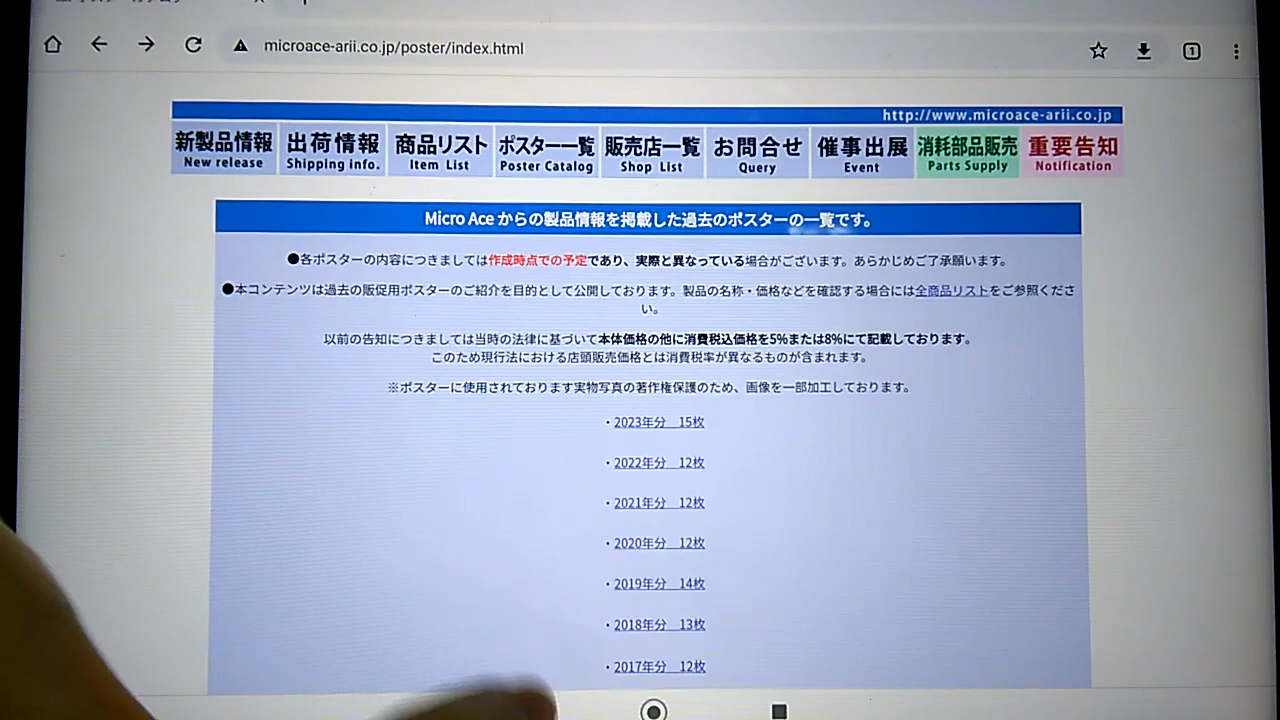 microace-arii.co.jp/poster/index.html
1
http://www.microace-arii.co.jp
新製品情報 出荷情報 商品リスト ポスター一覧 販売店一覧 お問合せ 催事出展 消耗部品販売 重要告知
New release Shipping info. Item List Poster Catalog Shop List Query Event Parts Supply Notification
Micro Ace からの製品情報を掲載した過去のポスターの一覧です。
●各ポスターの内容につきましては作成時点での予定であり、実際と異なっている場合がございます。あらかじめご了承願います。
●本コンテンツは過去の販促用ポスターのご紹介を目的として公開しております。製品の名称・価格などを確認する場合には全商品リストをご参照くださ
い。
以前の告知につきましては当時の法律に基づいて本体価格の他に消費税込価格を5%または8%にて記載しております。
このため現行法における店頭販売価格とは消費税率が異なるものが含まれます。
※ポスターに使用されております実物写真の著作権保護のため、画像を一部加工しております。
・2023年分　15枚
・2022年分　12枚
・2021年分　12枚
・2020年分　12枚
・2019年分　14枚
・2018年分　13枚
・2017年分　12枚